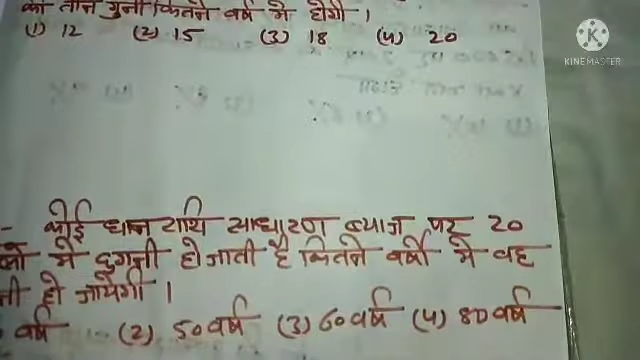 को तीन गुनी कितने वर्ष मे होगी ।
(1) 12 (2) 15 (3) 18 (4) 20
KINEMASTER
- कोई धान राशि साधारण ब्याज पर 20
मे दुगनी हो जाती है कितने वर्षो मे वह
हो जायेगी ।
वर्ष (2) 50 वर्ष (3) 60 वर्ष (4) 80 वर्ष